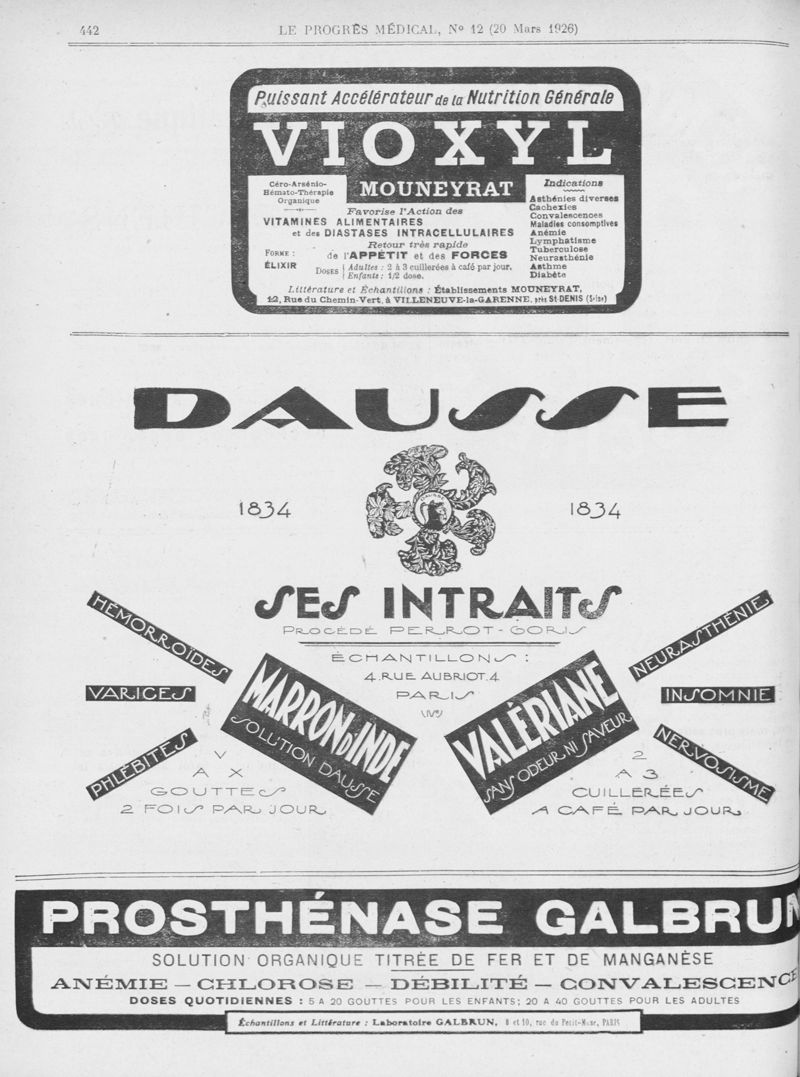 442
LE PROGRÈS MÉDICAL, No 12 (20 Mars 1926)
Puissant Accélérateur de la Nutrition Générale
VIOXYL
MOUNEYRAT
Céro-Arsénio-
Hémato-Thérapie
Organique
Favorise l'Action des
VITAMINES ALIMENTAIRES
et des DIASTASES INTRACELLULAIRES
Retour très rapide
de l'APPÉTIT et des FORCES
FORME :
ÉLIXIR
DOSES { Adultes : 2 à 3 cuillerées à café par jour.
Enfants : 1/2 dose.
Indications
Asthénies diverses
Cachexies
Convalescences
Maladies consomptives
Anémie
Lymphatisme
Tuberculose
Neurasthénie
Asthme
Diabète
Littérature et Échantillons : Établissements MOUNEYRAT,
12, Rue du Chemin-Vert, à VILLENEUVE-la-GARENNE, près St-DENIS (Seine)
DAUSSE
1834
DAUSSE
1834
SES INTRAITS
PROCÉDÉ PERROT-GORIS
ÉCHANTILLONS :
4.RUE AUBRIOT.4
PARIS
(IVe)
HÉMORROÏDES
VARICES
PHLÉBITES
MARRON D'INDE
SOLUTION DAUSSE
V
A X
GOUTTES
2 FOIS PAR JOUR
VALÉRIANE
SANS ODEUR NI SAVEUR
NEURASTHÉNIE
INSOMNIE
NERVOSISME
2
A 3
CUILLERÉES
A CAFÉ PAR JOUR
PROSTHÉNASE GALBRUN
SOLUTION ORGANIQUE TITRÉE DE FER ET DE MANGANÈSE
ANÉMIE – CHLOROSE – DÉBILITÉ – CONVALESCENCE
DOSES QUOTIDIENNES : 5 A 20 GOUTTES POUR LES ENFANTS; 20 A 40 GOUTTES POUR LES ADULTES
Échantillons et Littérature : Laboratoire GALBRUN, 8 et 10, rue du Petit-Musc, PARIS